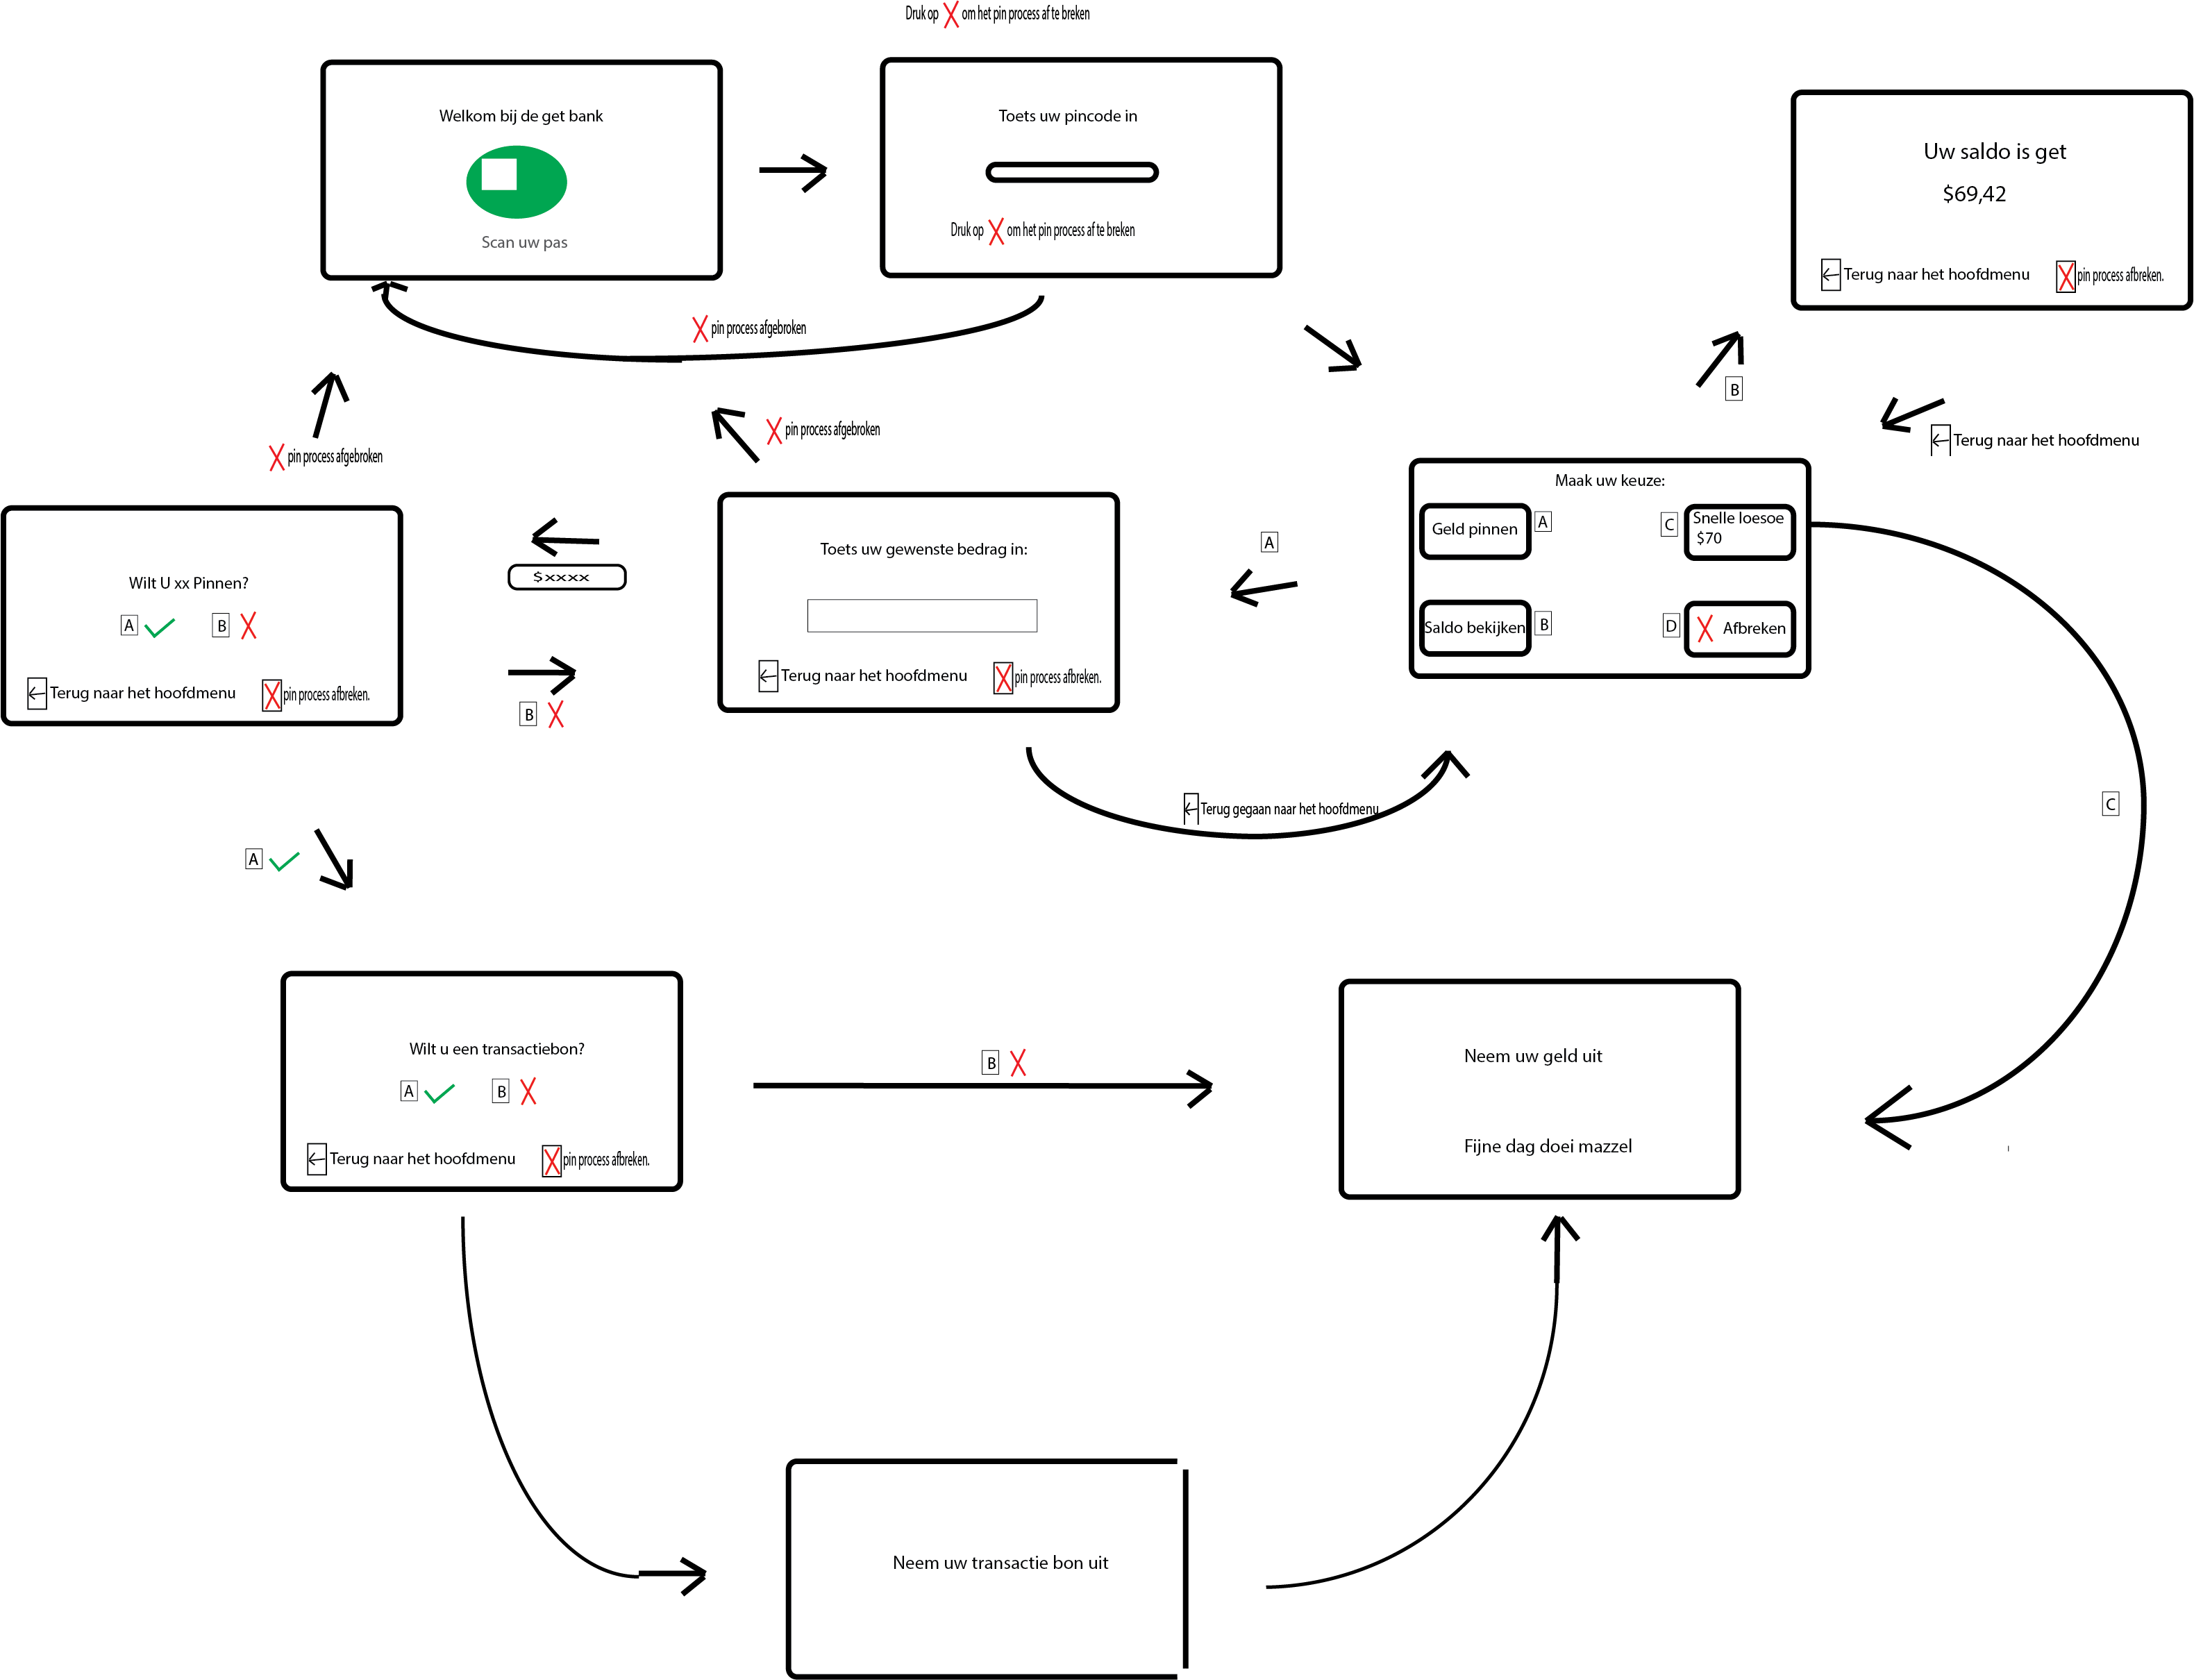 Druk op X om het pin process af te breken
Welkom bij de get bank
Scan uw pas
Toets uw pincode in
Druk op X om het pin process af te breken
Uw saldo is get
$69,42
← Terug naar het hoofdmenu X pin process afbreken.
X pin process afgebroken
B
← Terug naar het hoofdmenu
X pin process afgebroken
X pin process afgebroken
Maak uw keuze:
Geld pinnen A
C Snelle loesoe
$70
Saldo bekijken B
D X Afbreken
A
Toets uw gewenste bedrag in:
← Terug naar het hoofdmenu X pin process afbreken.
$xxxx
B X
Wilt U xx Pinnen?
A ✓ B X
← Terug naar het hoofdmenu X pin process afbreken.
← Terug gegaan naar het hoofdmenu
C
A ✓
Wilt u een transactiebon?
A ✓ B X
← Terug naar het hoofdmenu X pin process afbreken.
B X
Neem uw geld uit
Fijne dag doei mazzel
Neem uw transactie bon uit